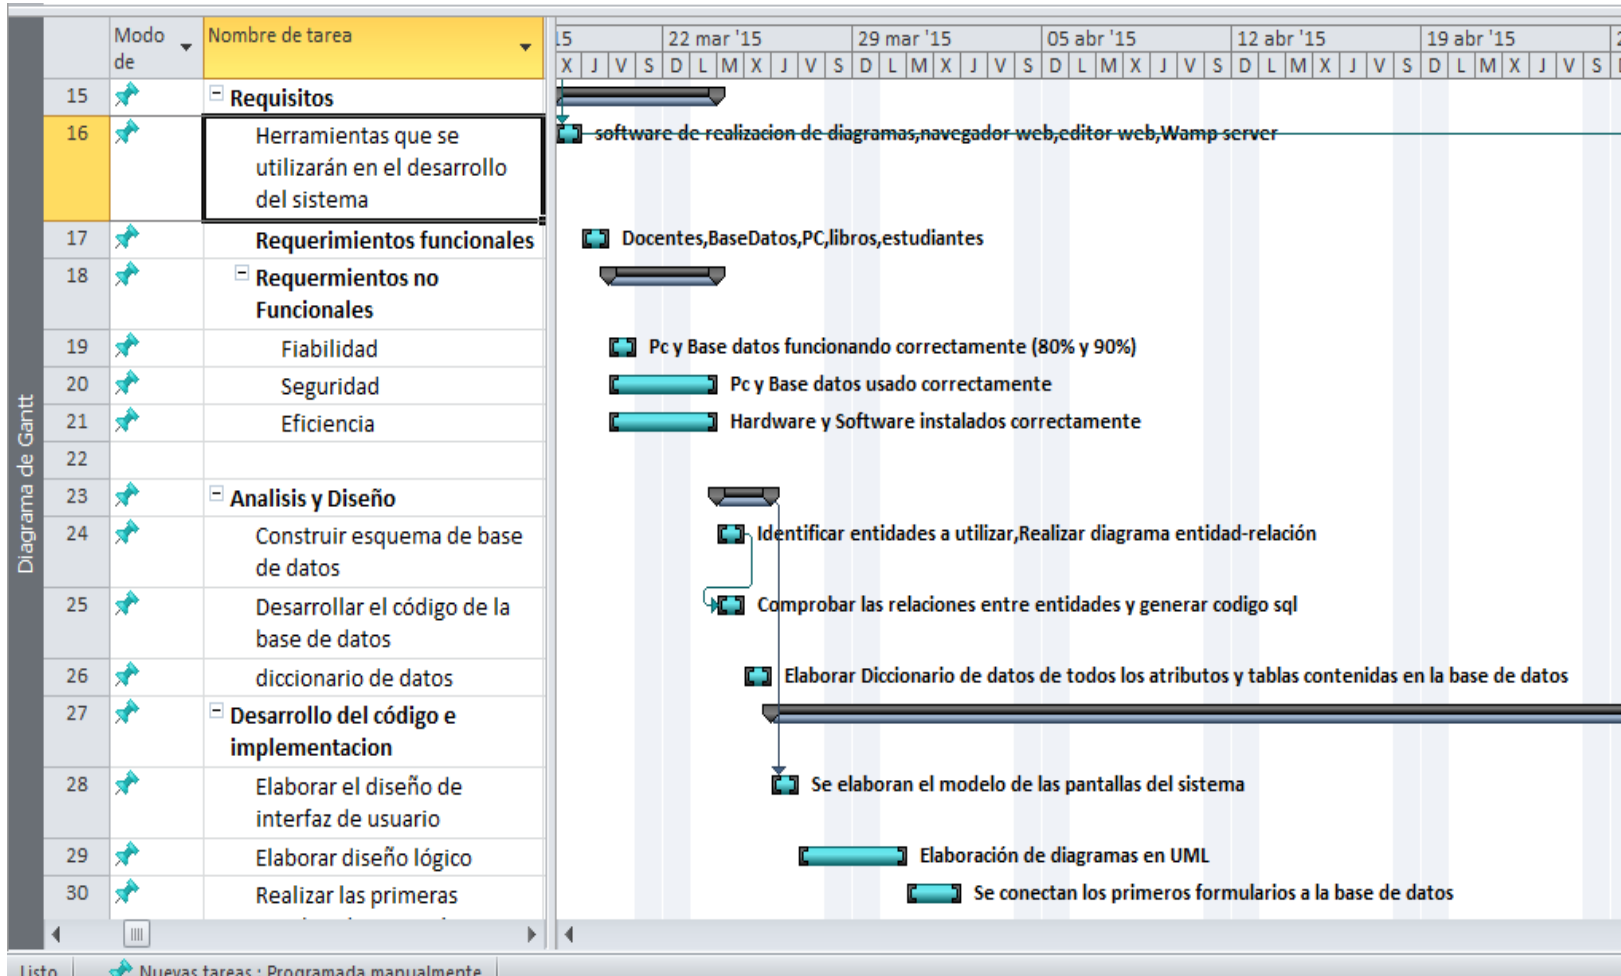 Modo de
Nombre de tarea
15
22 mar '15
29 mar '15
05 abr '15
12 abr '15
19 abr '15
2
X J V S D L M X J V S D L M X J V S D L M X J V S D L M X J V S D L M X J V S
15 Requisitos
16 Herramientas que se
utilizarán en el desarrollo
del sistema
software de realizacion de diagramas,navegador web,editor web,Wamp server
17 Requerimientos funcionales
Docentes,BaseDatos,PC,libros,estudiantes
18 Requermientos no
Funcionales
19 Fiabilidad
Pc y Base datos funcionando correctamente (80% y 90%)
20 Seguridad
Pc y Base datos usado correctamente
21 Eficiencia
Hardware y Software instalados correctamente
22
23 Analisis y Diseño
24 Construir esquema de base
de datos
Identificar entidades a utilizar,Realizar diagrama entidad-relación
25 Desarrollar el código de la
base de datos
Comprobar las relaciones entre entidades y generar codigo sql
26 diccionario de datos
Elaborar Diccionario de datos de todos los atributos y tablas contenidas en la base de datos
27 Desarrollo del código e
implementacion
28 Elaborar el diseño de
interfaz de usuario
Se elaboran el modelo de las pantallas del sistema
29 Elaborar diseño lógico
Elaboración de diagramas en UML
30 Realizar las primeras
Se conectan los primeros formularios a la base de datos
Diagrama de Gantt
Listo
Nuevas tareas : Programada manualmente